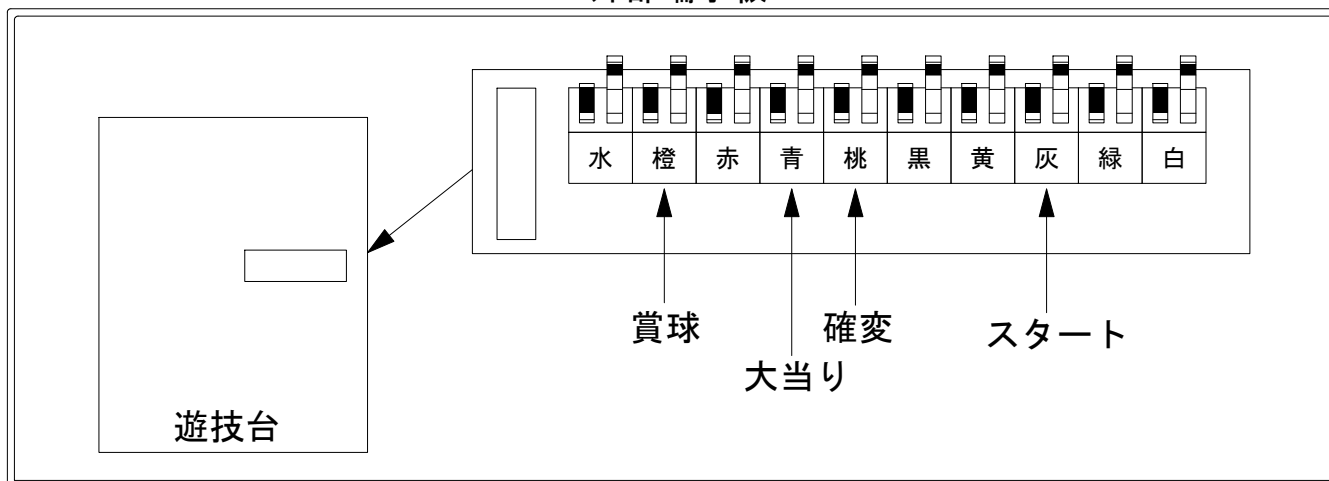 水 橙 赤 青 桃 黒 黄 灰 緑 白
賞球 確変 スタート
大当り
遊技台